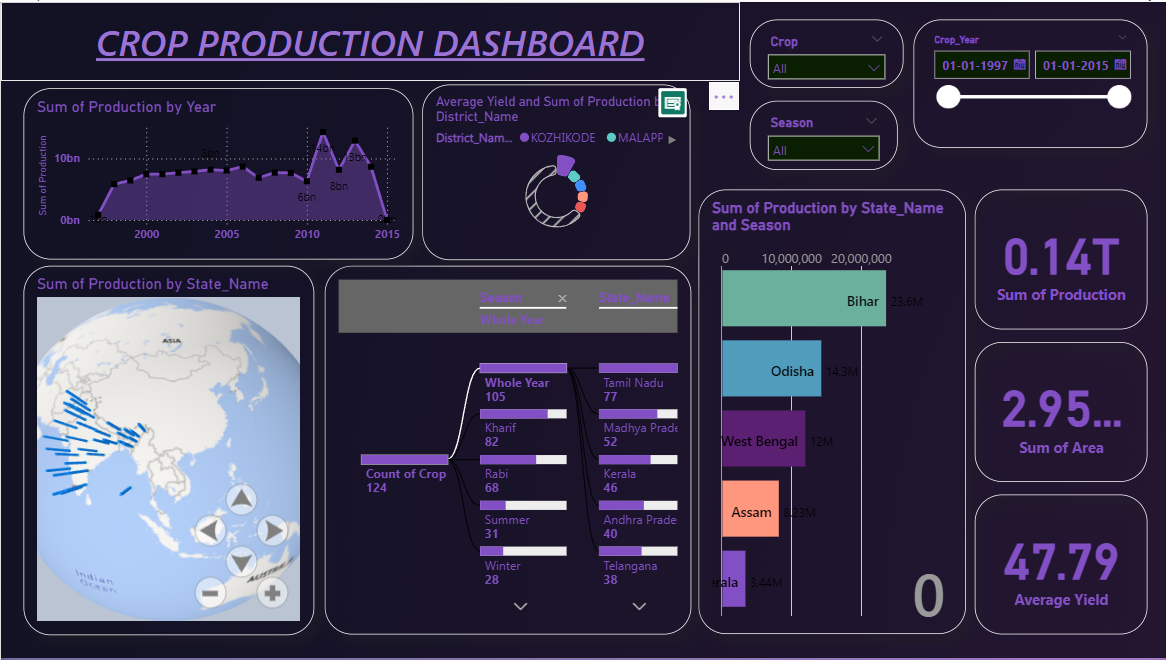 CROP PRODUCTION DASHBOARD
Crop
All
Season
All
Crop_Year
01-01-1997
01-01-2015
Sum of Production by Year
Sum of Production
10bn
0bn
6bn
8bn
2000
2005
2010
2015
Average Yield and Sum of Production
District_Name
District_Nam...
KOZHIKODE
MALAPP
Sum of Production by State_Name
ASIA
Indian
Ocean
Season
State_Name
Whole Year
Count of Crop
124
Whole Year
105
Kharif
82
Rabi
68
Summer
31
Winter
28
Tamil Nadu
77
Madhya Prade
52
Kerala
46
Andhra Prade
40
Telangana
38
Sum of Production by State_Name
and Season
0
10,000,000
20,000,000
Bihar
23.6M
Odisha
14.3M
West Bengal
12M
Assam
8.23M
rala
3.44M
0
0.14T
Sum of Production
2.95...
Sum of Area
47.79
Average Yield